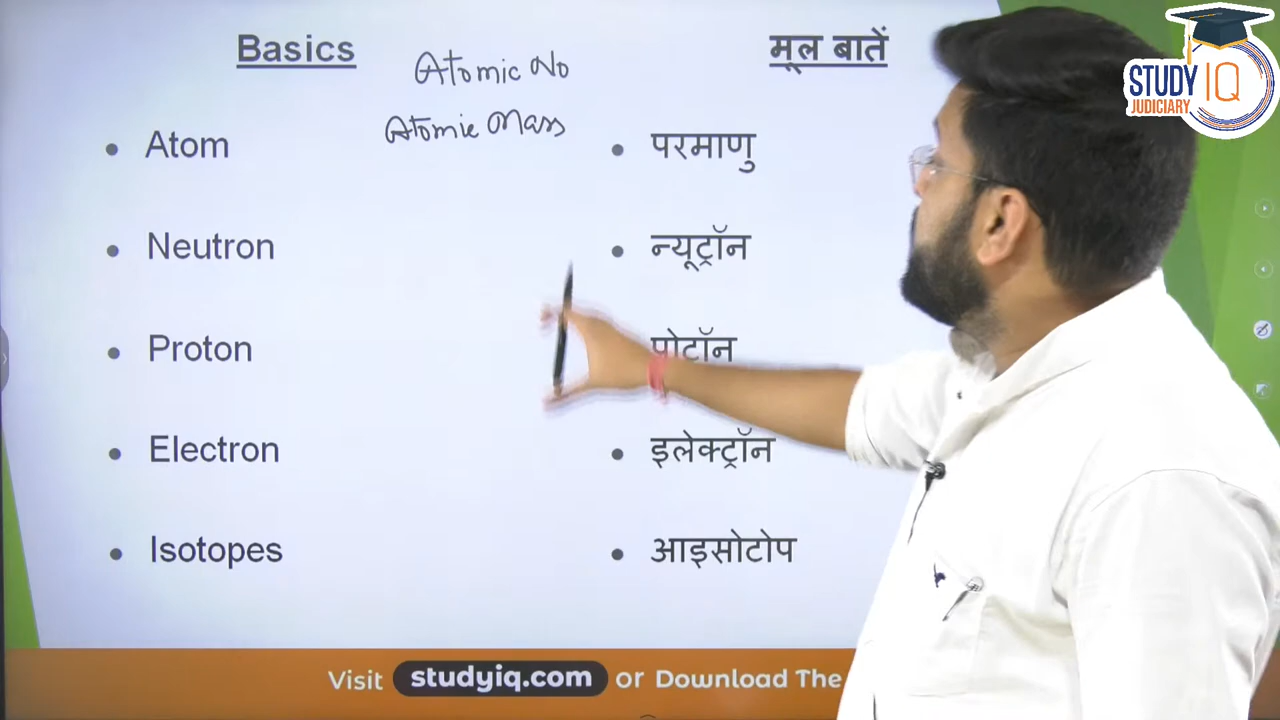 Basics
Atomic No
Atomic Mass
• Atom
• Neutron
• Proton
• Electron
• Isotopes
मूल बातें
• परमाणु
• न्यूट्रॉन
इलेक्ट्रॉन
• आइसोटोप
STUDY IQ
JUDICIARY
Visit studyiq.com or Download The